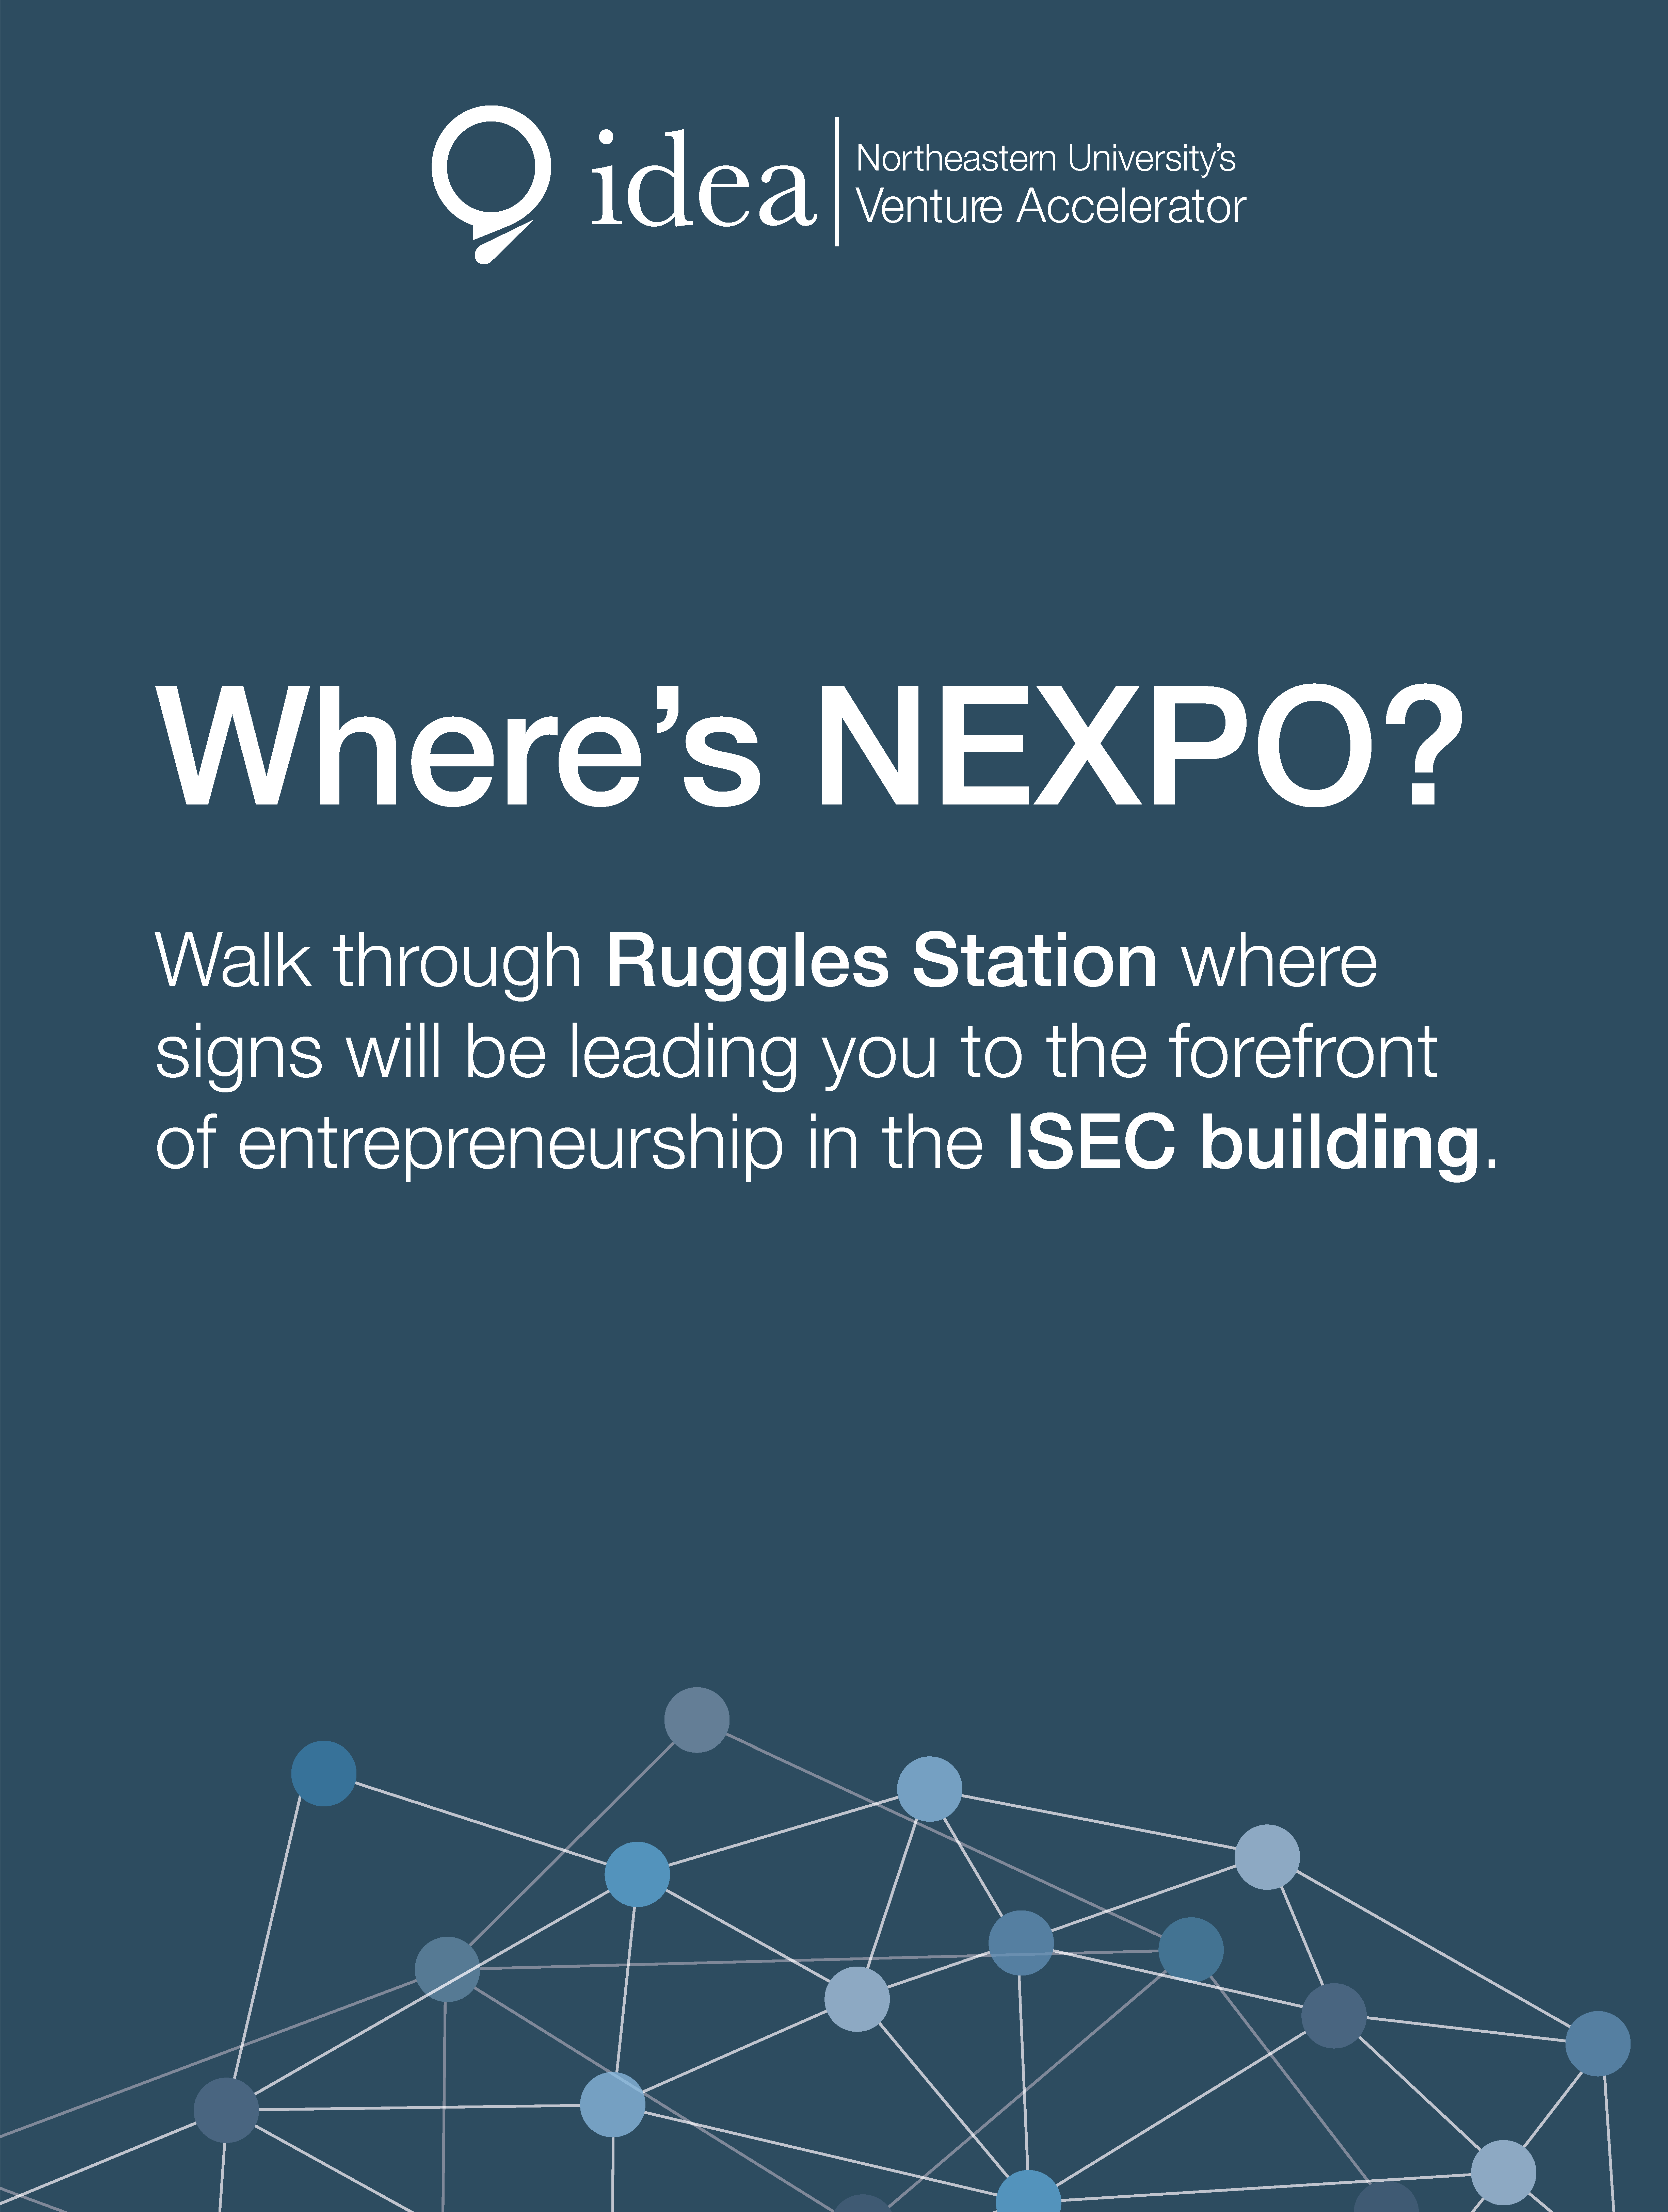 idea
Northeastern University’s
Venture Accelerator
Where’s NEXPO?
Walk through Ruggles Station where
signs will be leading you to the forefront
of entrepreneurship in the ISEC building.